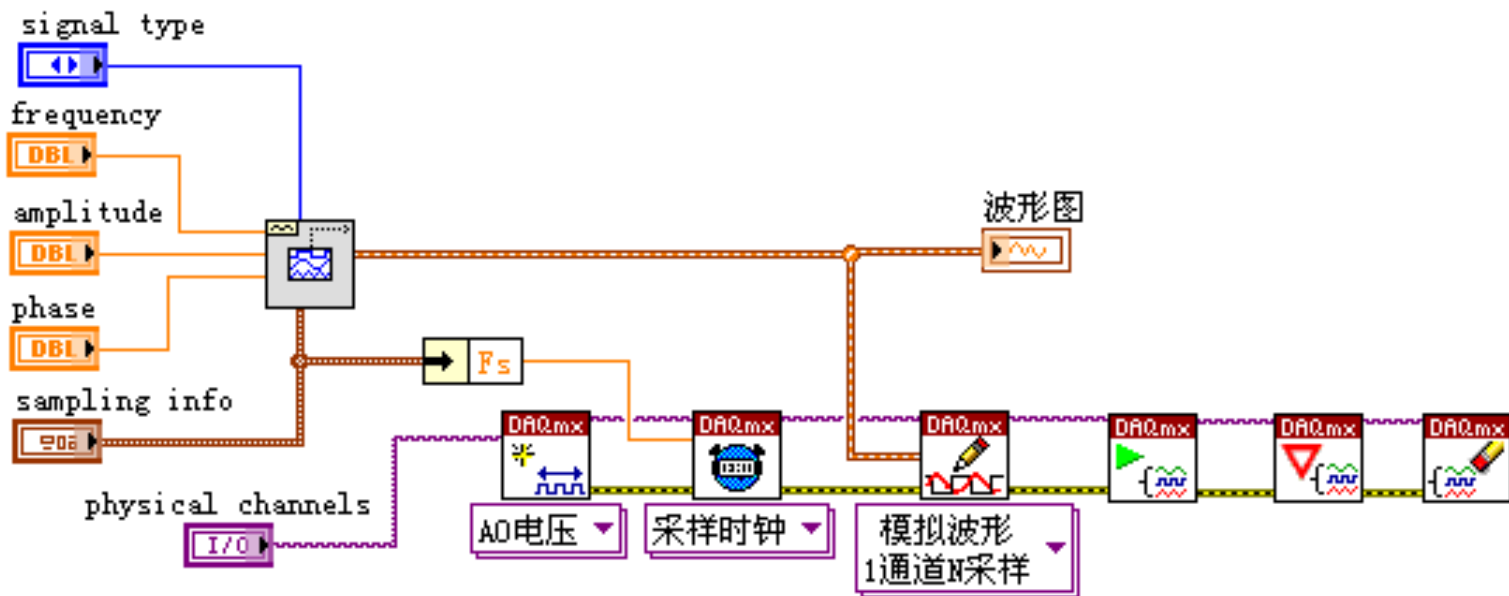 signal type
frequency
DBL
amplitude
DBL
波形图
phase
DBL
Fs
sampling info
DAQmx
DAQmx
DAQmx
DAQmx
DAQmx
DAQmx
physical channels
I/O
AO电压
采样时钟
模拟波形
1通道N采样